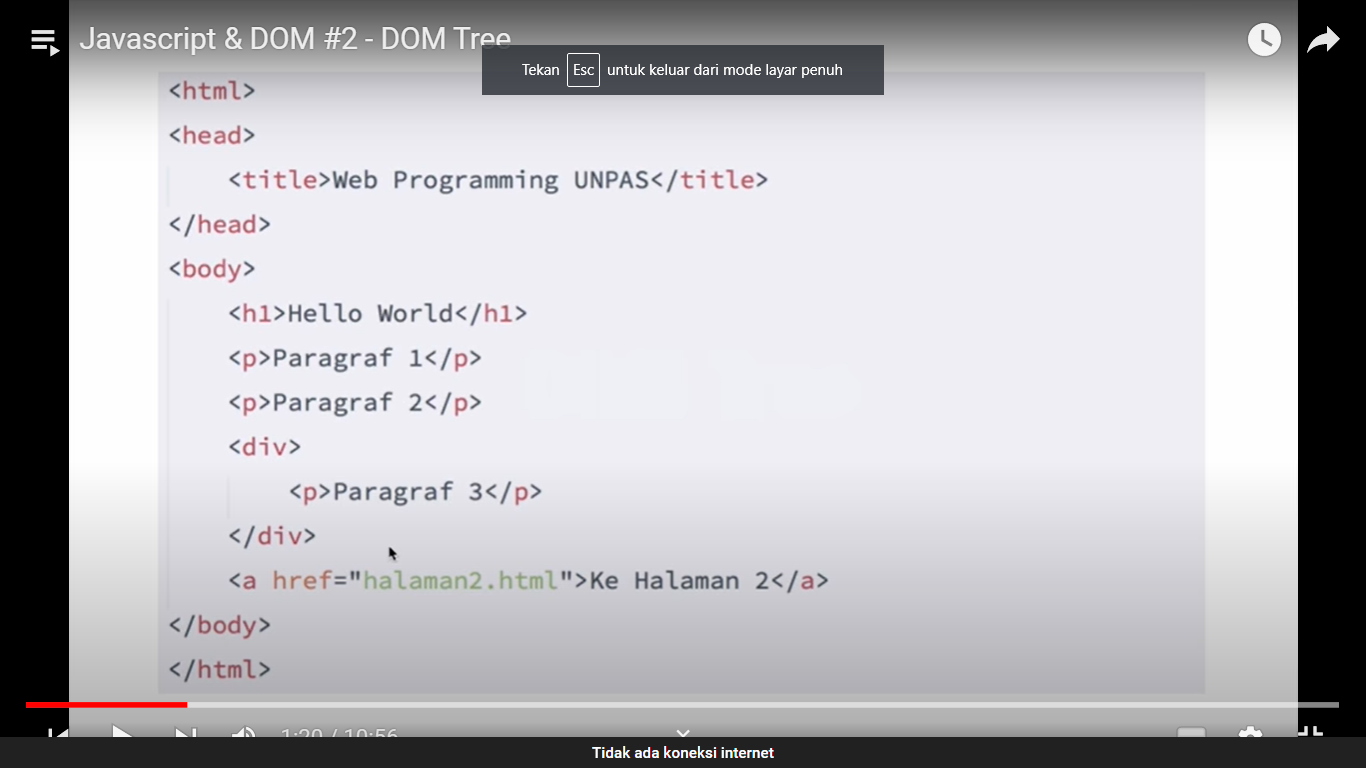 Javascript & DOM #2 - DOM Tree
Tekan Esc untuk keluar dari mode layar penuh
<html>
<head>
    <title>Web Programming UNPAS</title>
</head>
<body>
    <h1>Hello World</h1>
    <p>Paragraf 1</p>
    <p>Paragraf 2</p>
    <div>
        <p>Paragraf 3</p>
    </div>
    <a href="halaman2.html">Ke Halaman 2</a>
</body>
</html>
1:20 / 10:56
Tidak ada koneksi internet